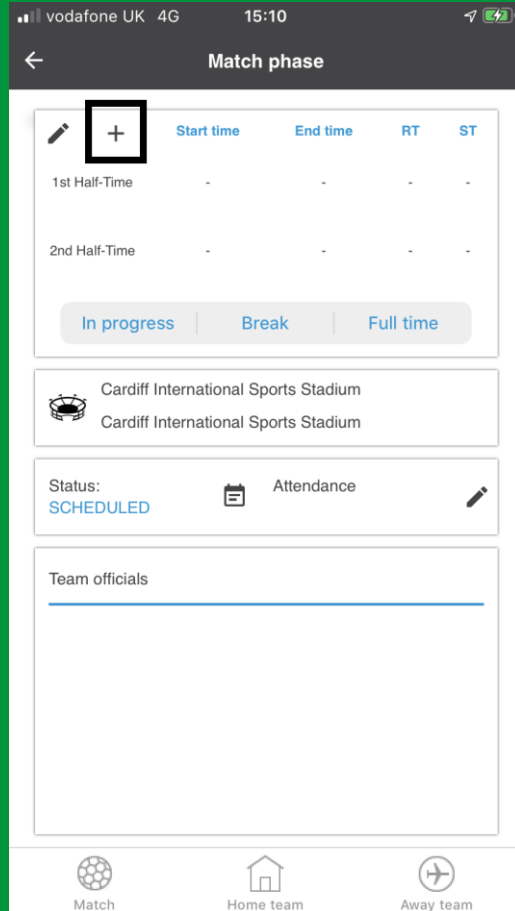 vodafone UK 4G 15:10
Match phase
Start time End time RT ST
1st Half-Time - - - -
2nd Half-Time - - - -
In progress Break Full time
Cardiff International Sports Stadium
Cardiff International Sports Stadium
Status: Attendance
SCHEDULED
Team officials
Match Home team Away team